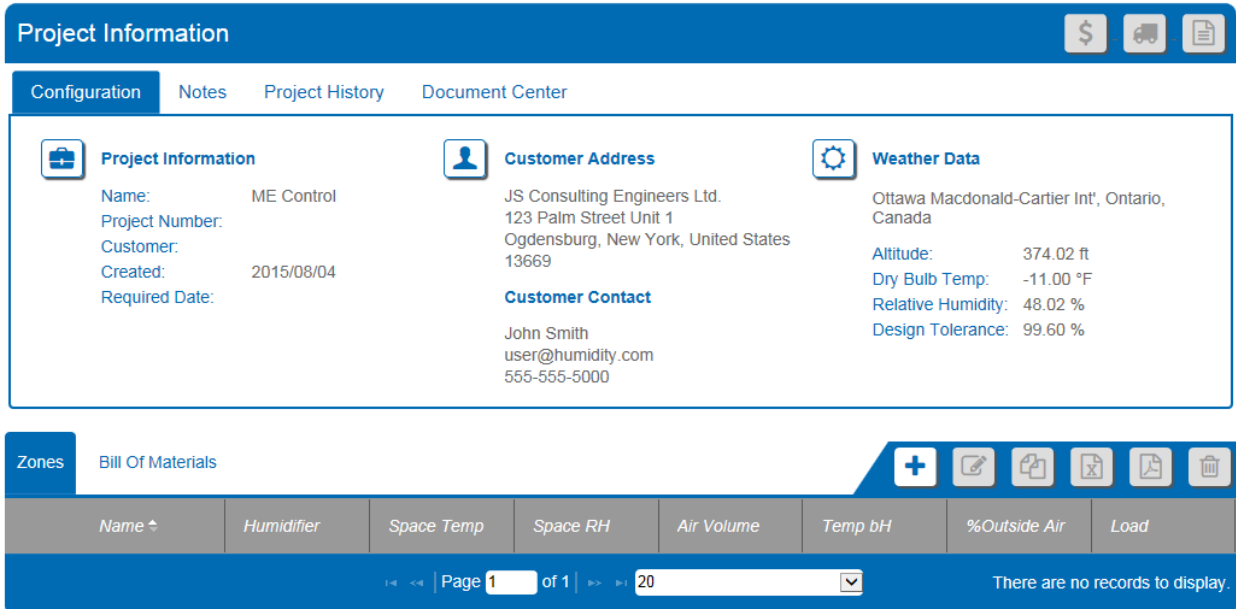 Project Information
Configuration Notes Project History Document Center
Project Information
Name: ME Control
Project Number:
Customer:
Created: 2015/08/04
Required Date:
Customer Address
JS Consulting Engineers Ltd.
123 Palm Street Unit 1
Ogdensburg, New York, United States
13669
Customer Contact
John Smith
user@humidity.com
555-555-5000
Weather Data
Ottawa Macdonald-Cartier Int', Ontario,
Canada
Altitude: 374.02 ft
Dry Bulb Temp: -11.00 °F
Relative Humidity: 48.02 %
Design Tolerance: 99.60 %
Zones Bill Of Materials
Name Humidifier Space Temp Space RH Air Volume Temp bH %Outside Air Load
Page 1 of 1 20 There are no records to display.